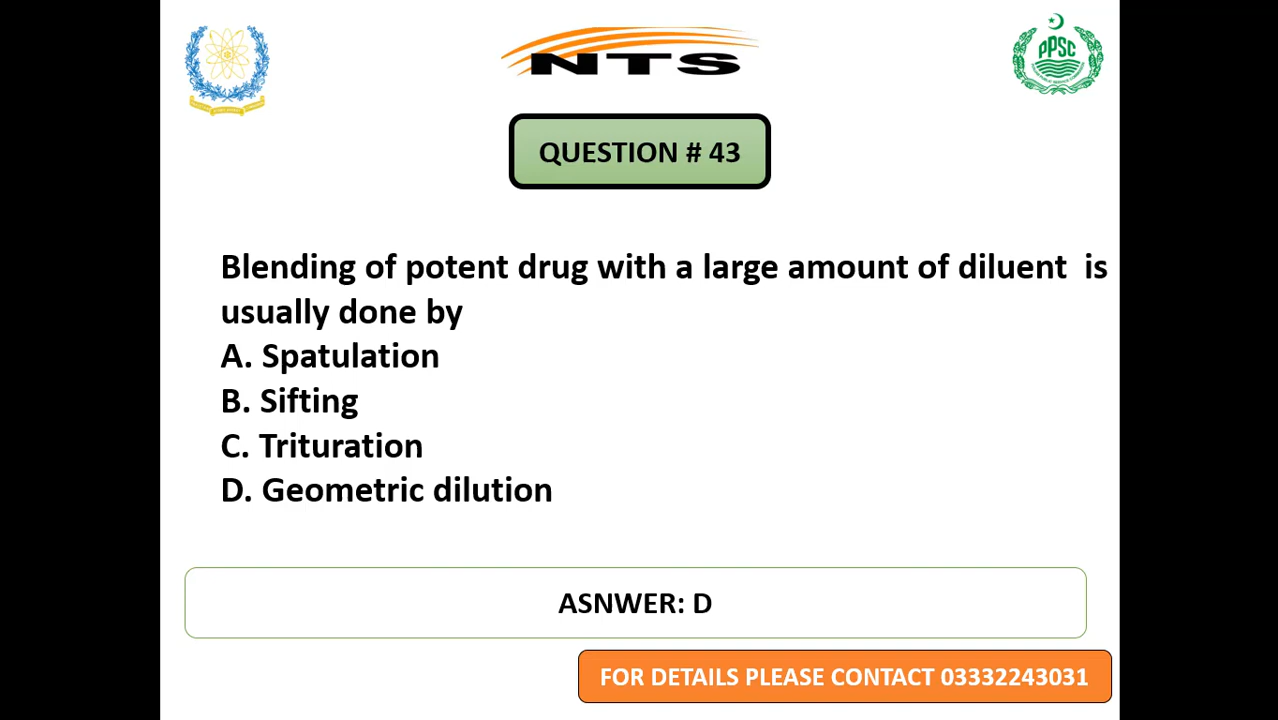 NTS
PPSC
QUESTION # 43
Blending of potent drug with a large amount of diluent is
usually done by
A. Spatulation
B. Sifting
C. Trituration
D. Geometric dilution
ASNWER: D
FOR DETAILS PLEASE CONTACT 03332243031